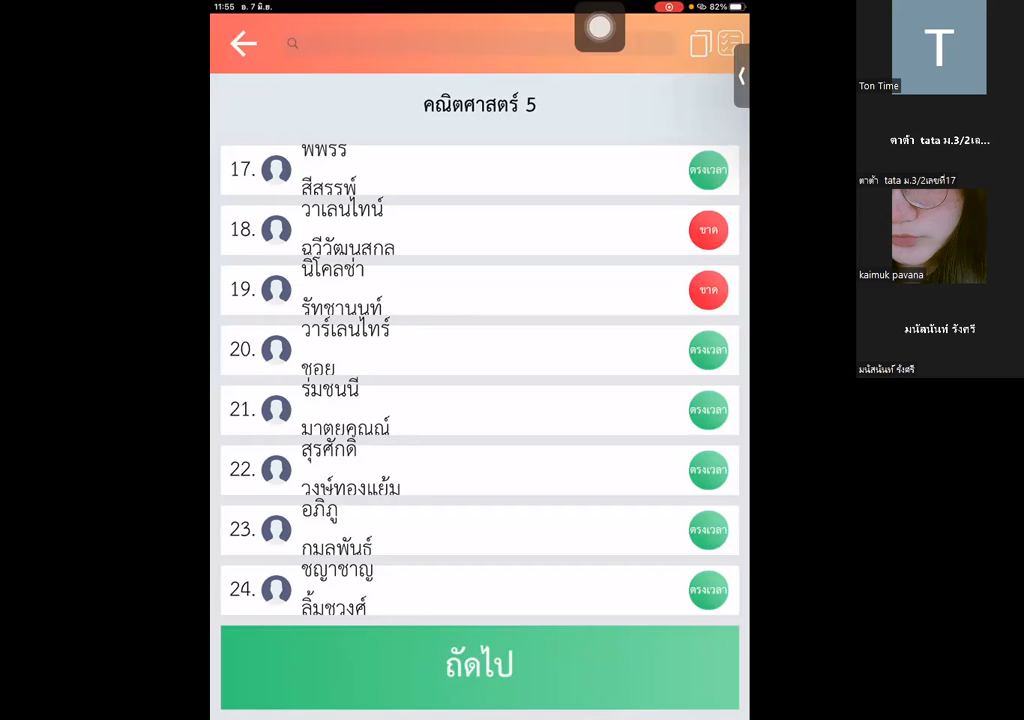 11:55 อ. 7 มิ.ย.
82%
คณิตศาสตร์ 5
17.
สีสรรพ์
ตรงเวลา
18.
วาเลนไทน์
ฉวีวัฒนสกุล
ขาด
19.
นิโคลช่า
รัทชานนท์
ขาด
20.
วาร์เลนไทร์
ชอุ่ย
ตรงเวลา
21.
ร่มชนนี
มาตยคุณณ์
ตรงเวลา
22.
สุรศักดิ์
วงษ์ทองแย้ม
ตรงเวลา
23.
อภิภู
กมลพันธ์
ตรงเวลา
24.
ชญาชาญ
ลิ้มชูวงศ์
ตรงเวลา
ถัดไป
T
Ton Time
ตาต้า tata ม.3/2เล...
ตาต้า tata ม.3/2เลขที่17
kaimuk pavana
มนัสนันท์ รังศรี
มนัสนันท์ รังศรี